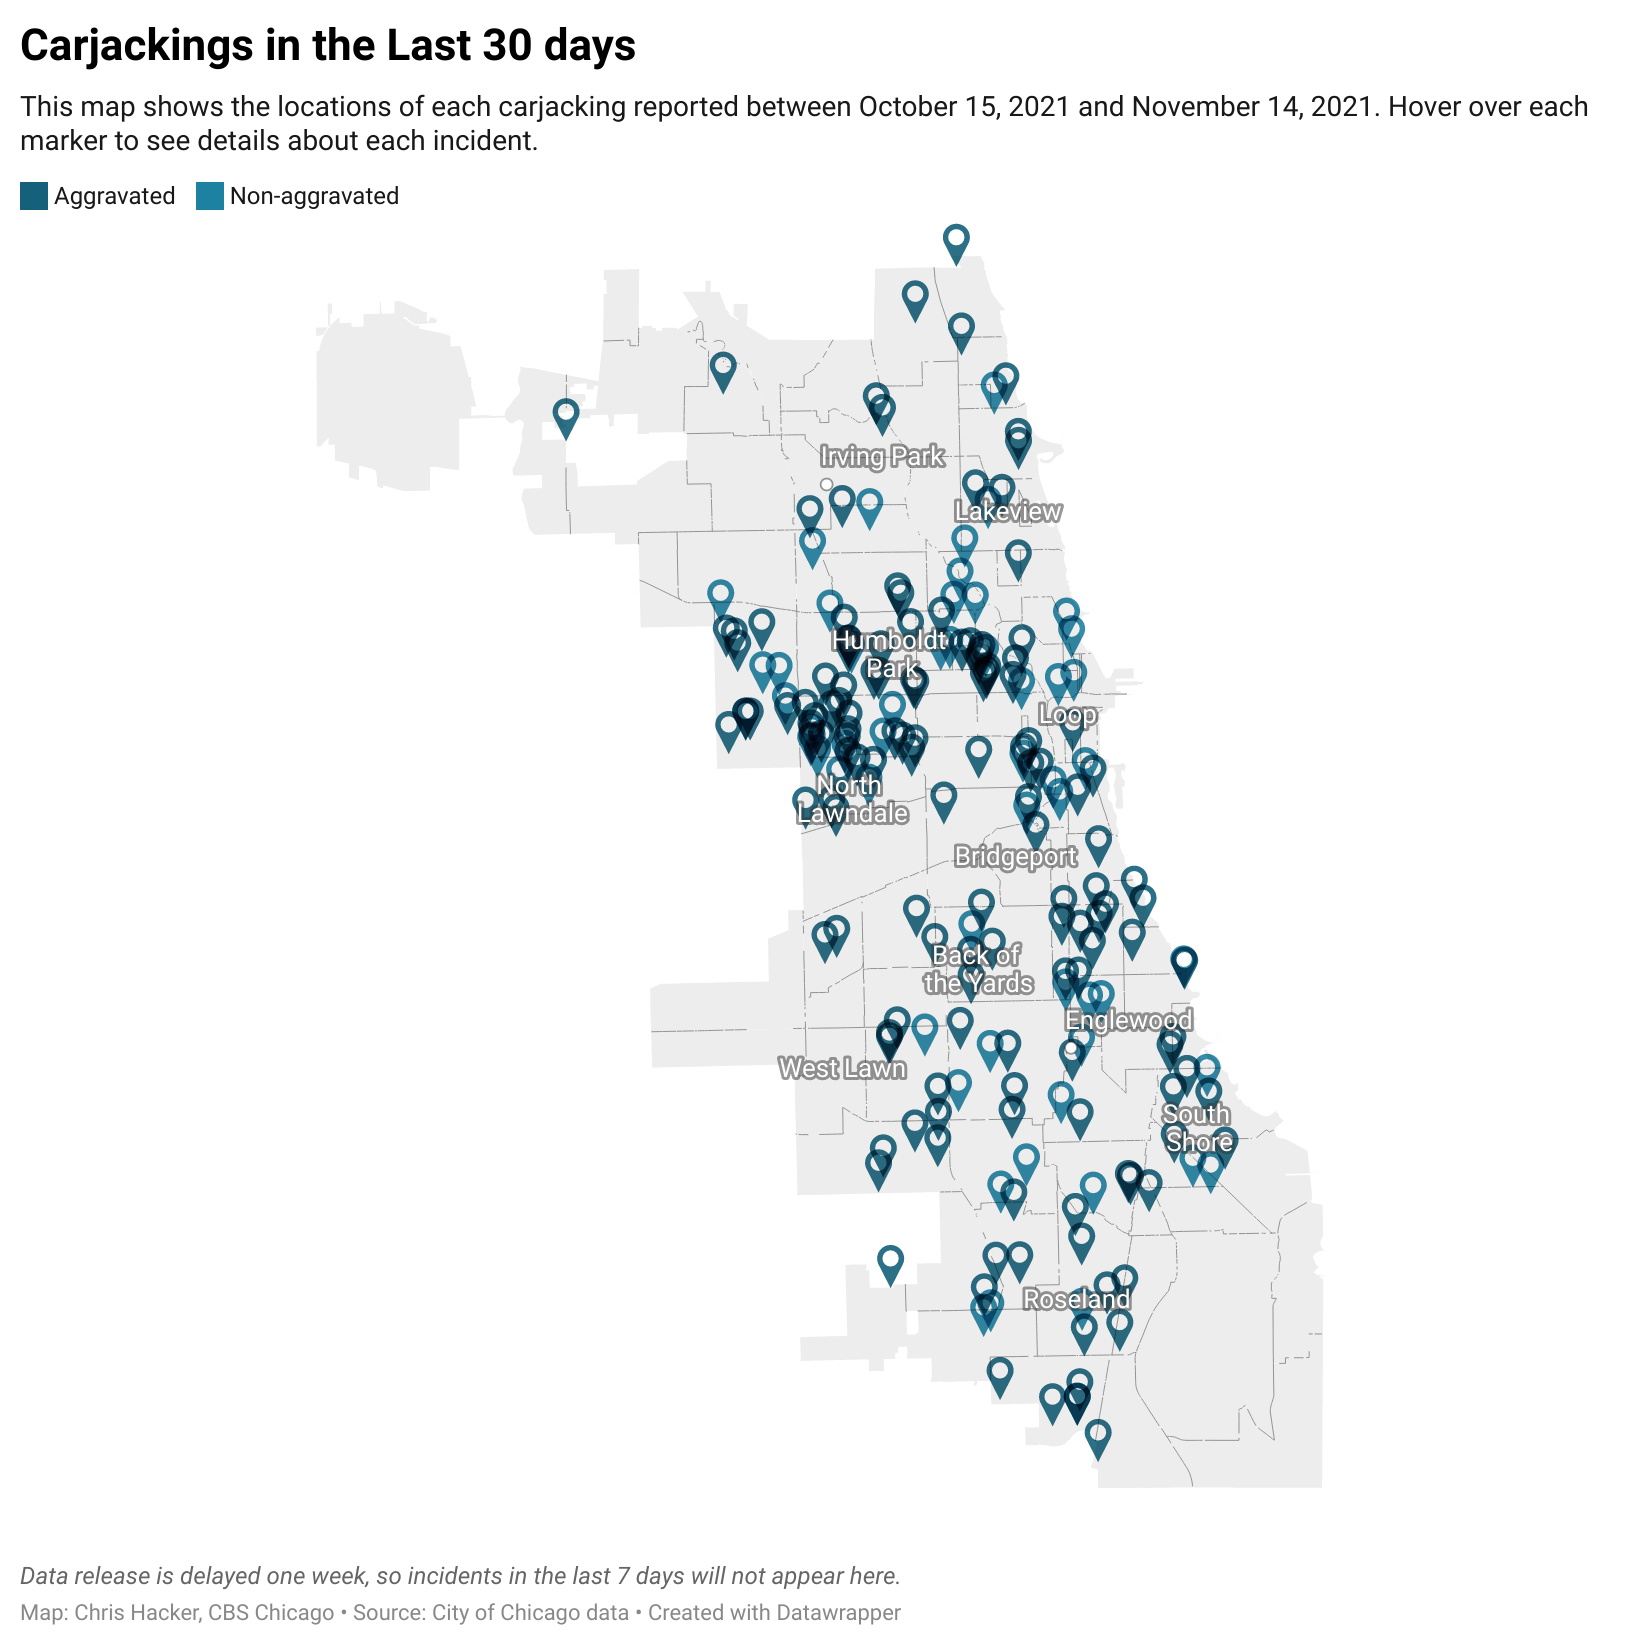 Carjackings in the Last 30 days
This map shows the locations of each carjacking reported between October 15, 2021 and November 14, 2021. Hover over each
marker to see details about each incident.
Aggravated Non-aggravated
Irving Park
Lakeview
Humboldt
Park
Loop
North
Lawndale
Bridgeport
Back of
the Yards
Englewood
West Lawn
South
Shore
Roseland
Data release is delayed one week, so incidents in the last 7 days will not appear here.
Map: Chris Hacker, CBS Chicago • Source: City of Chicago data • Created with Datawrapper